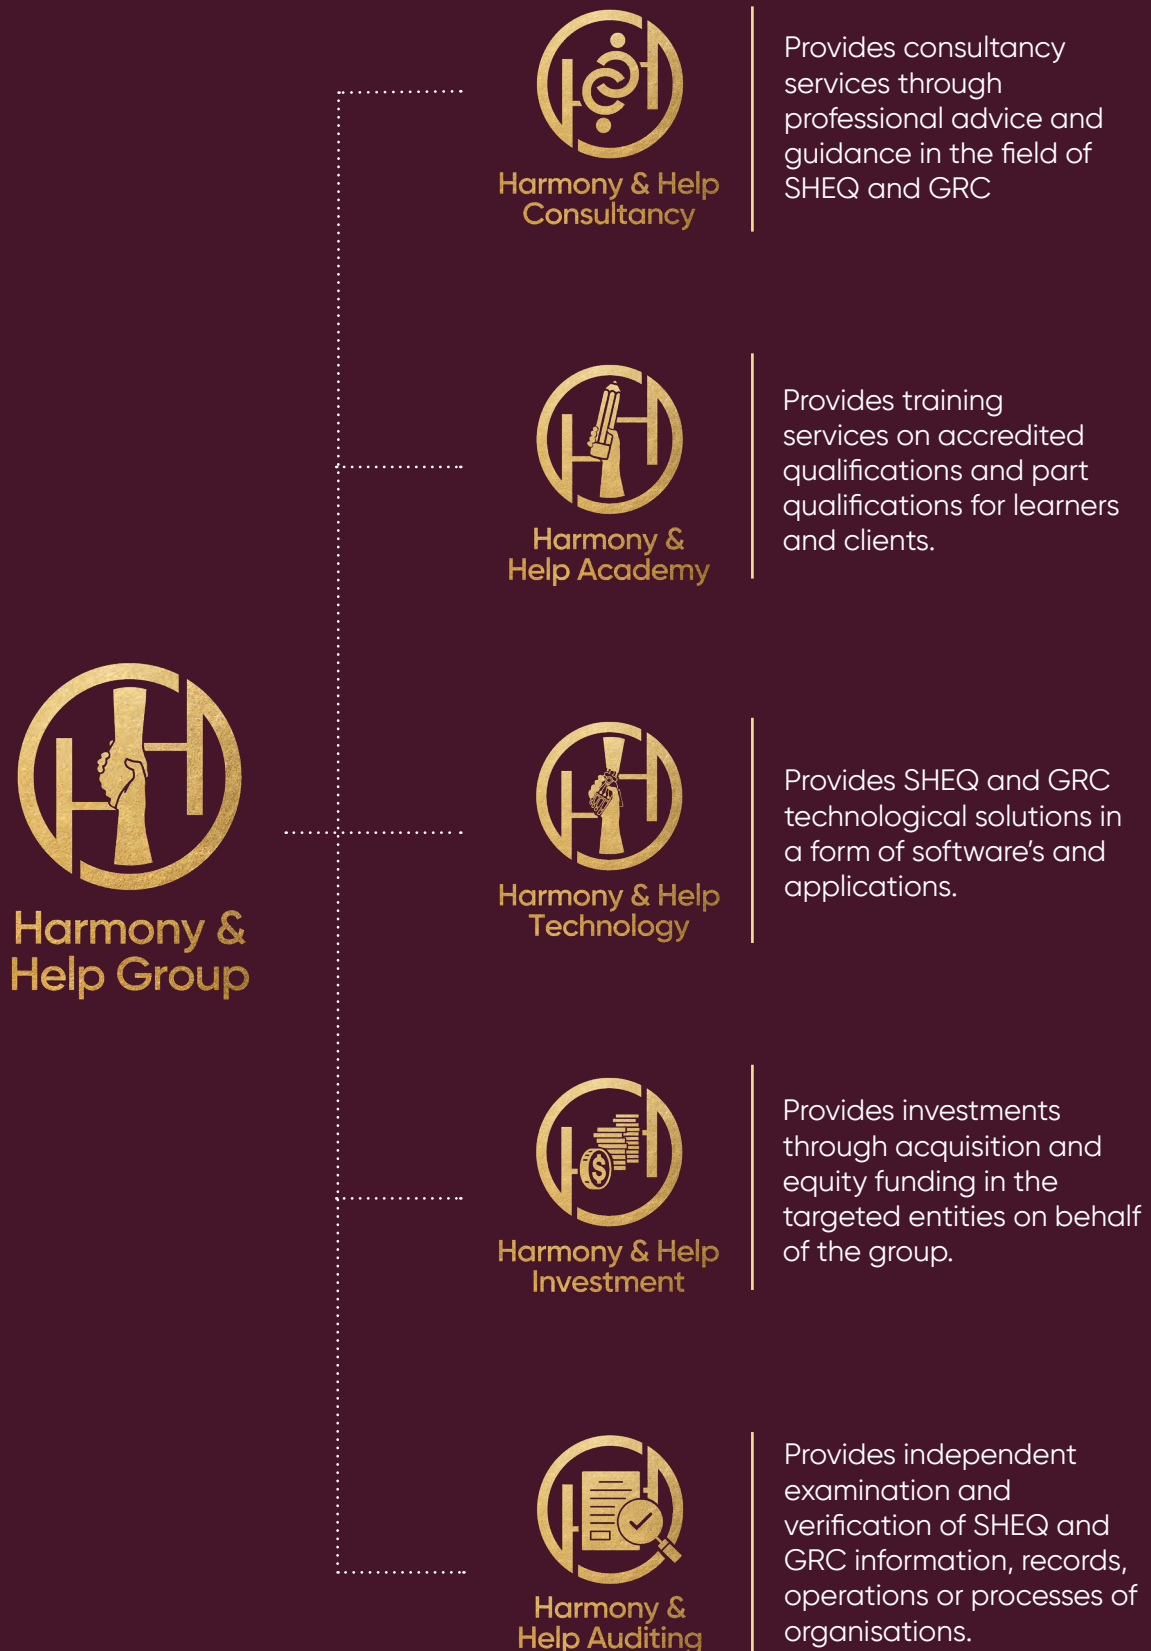 Harmony &
Help Group
Harmony & Help
Consultancy
Provides consultancy
services through
professional advice and
guidance in the field of
SHEQ and GRC
Harmony &
Help Academy
Provides training
services on accredited
qualifications and part
qualifications for learners
and clients.
Harmony & Help
Technology
Provides SHEQ and GRC
technological solutions in
a form of software’s and
applications.
Harmony & Help
Investment
Provides investments
through acquisition and
equity funding in the
targeted entities on behalf
of the group.
Harmony &
Help Auditing
Provides independent
examination and
verification of SHEQ and
GRC information, records,
operations or processes of
organisations.